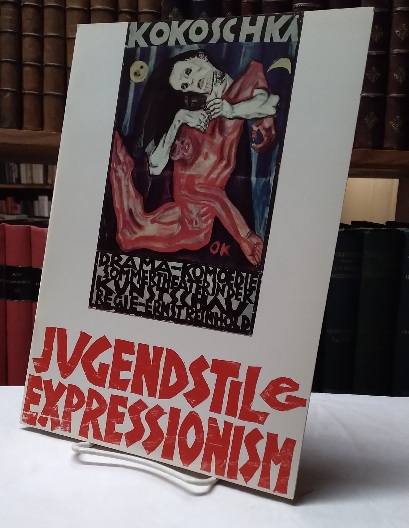 KOKOSCHKA
OK
DRAMA-KOMOEDIE
SOMMERTHEATER IN DER
KUNSTSCHAU
REGIE-ERNST REINHOLD
JUGENDSTIL &
EXPRESSIONISM